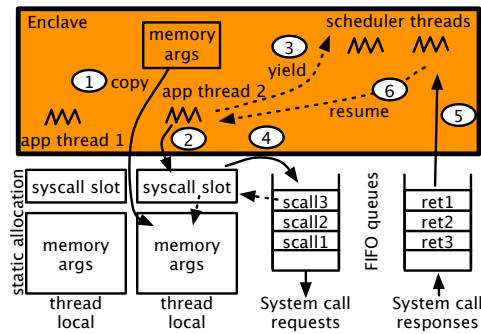 Enclave
scheduler threads
memory
args
3
1
copy
yield
app thread 2
6
resume
5
app thread 1
2
4
static allocation
syscall slot
syscall slot
memory
args
memory
args
thread
local
thread
local
scall3
scall2
scall1
FIFO queues
ret1
ret2
ret3
System call
requests
System call
responses